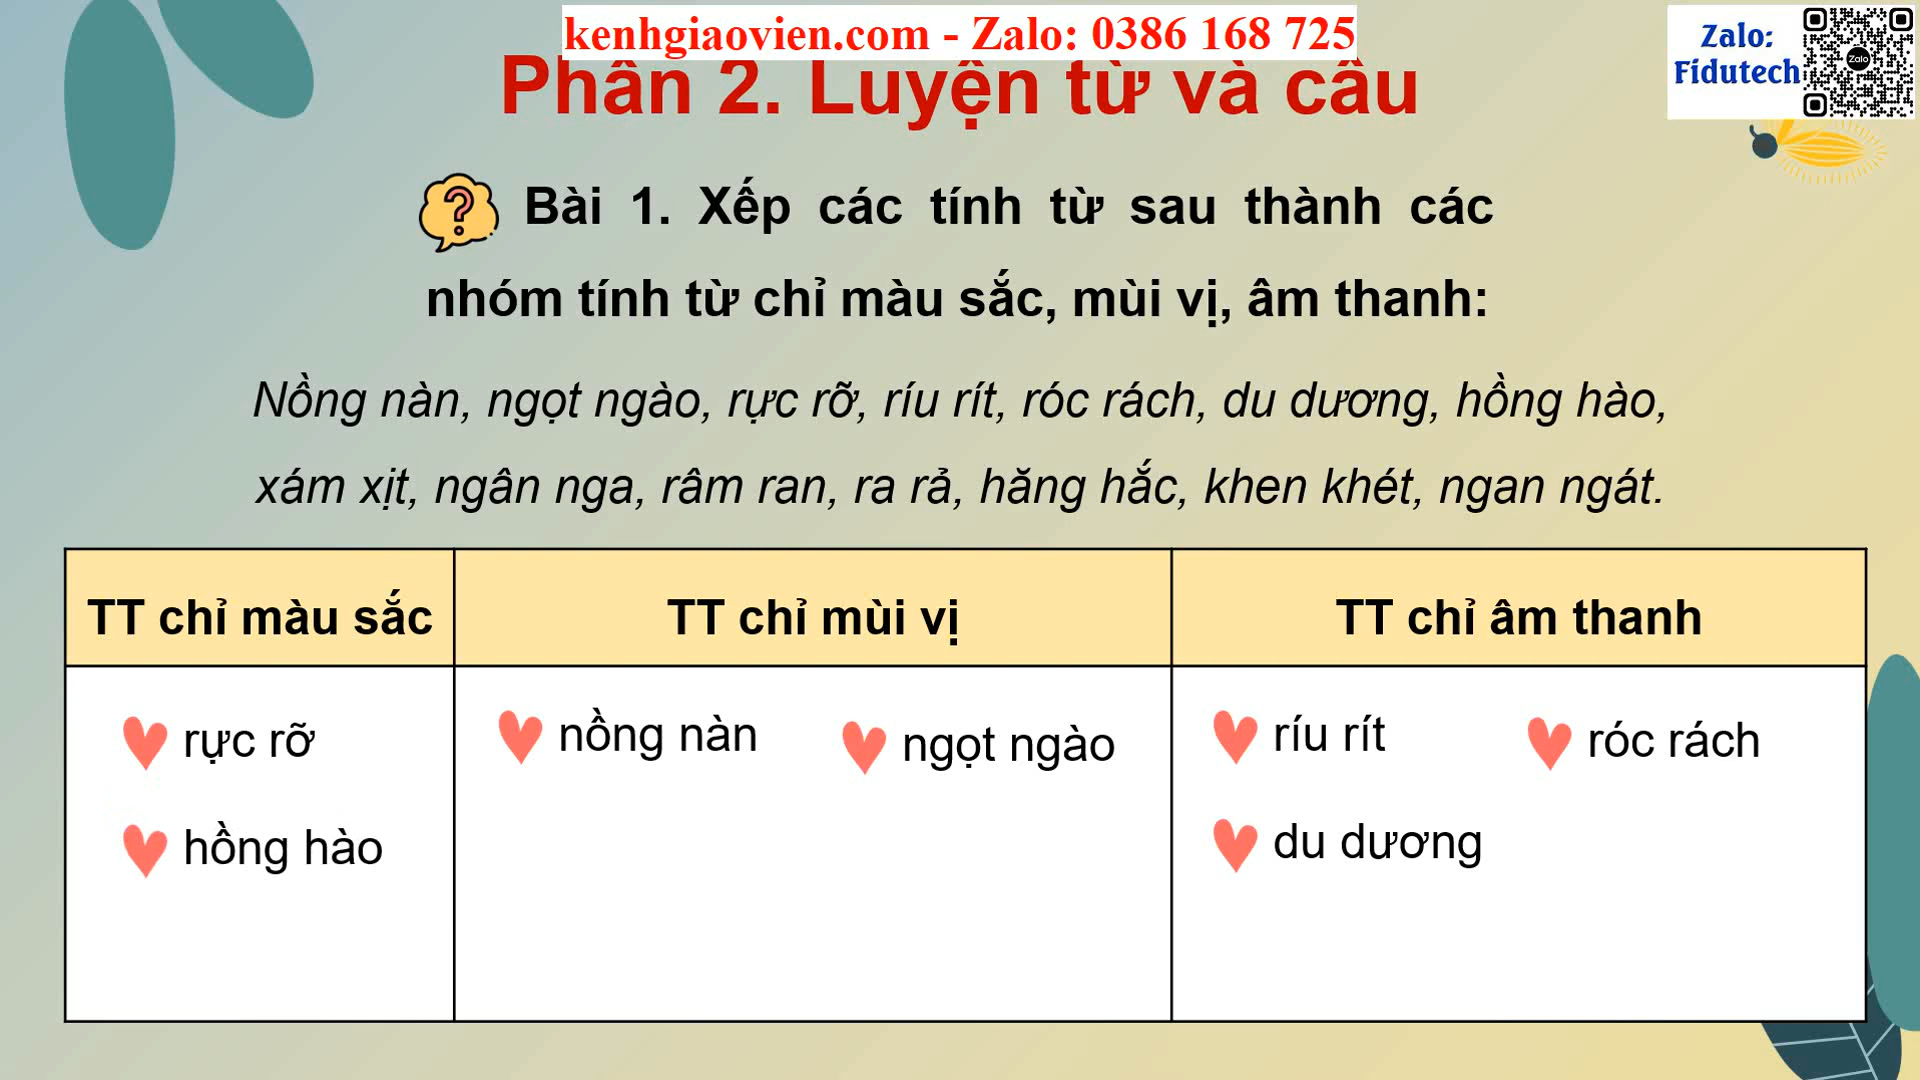 kenhgiaovien.com - Zalo: 0386 168 725
Zalo:
Fidutech
Zalo
Phần 2. Luyện từ và câu
Bài 1. Xếp các tính từ sau thành các
nhóm tính từ chỉ màu sắc, mùi vị, âm thanh:
Nồng nàn, ngọt ngào, rực rỡ, ríu rít, róc rách, du dương, hồng hào,
xám xịt, ngân nga, râm ran, ra rả, hăng hắc, khen khét, ngan ngát.
TT chỉ màu sắc
TT chỉ mùi vị
TT chỉ âm thanh
rực rỡ
hồng hào
nồng nàn
ngọt ngào
ríu rít
róc rách
du dương